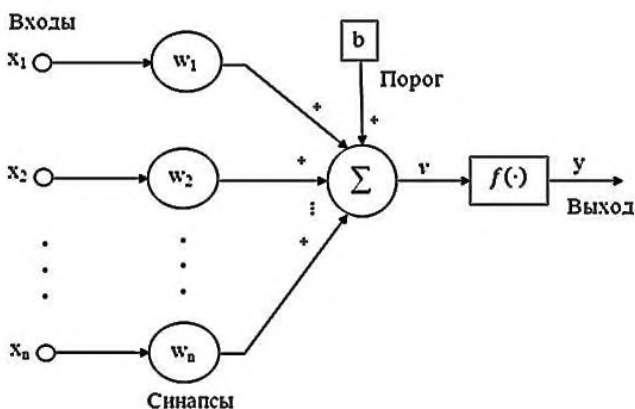 Входы
x1
w1
b
Порог
+
+
x2
w2
+
Σ
v
f(·)
y
Выход
+
xn
wn
Синапсы